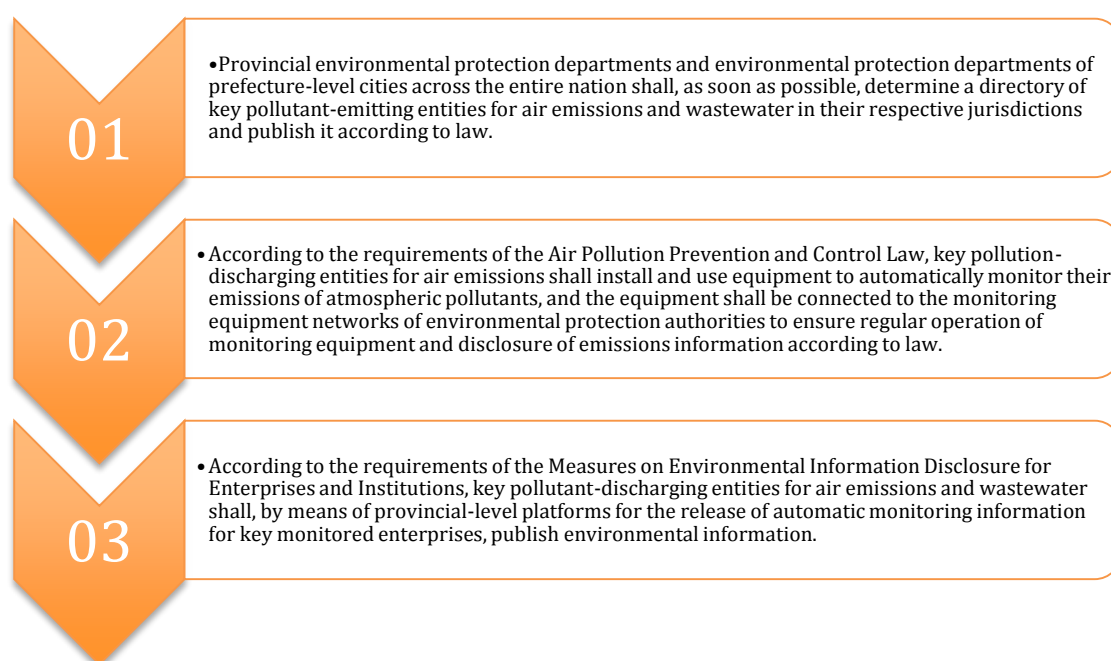 01
•Provincial environmental protection departments and environmental protection departments of
prefecture-level cities across the entire nation shall, as soon as possible, determine a directory of
key pollutant-emitting entities for air emissions and wastewater in their respective jurisdictions
and publish it according to law.
02
•According to the requirements of the Air Pollution Prevention and Control Law, key pollution-
discharging entities for air emissions shall install and use equipment to automatically monitor their
emissions of atmospheric pollutants, and the equipment shall be connected to the monitoring
equipment networks of environmental protection authorities to ensure regular operation of
monitoring equipment and disclosure of emissions information according to law.
03
•According to the requirements of the Measures on Environmental Information Disclosure for
Enterprises and Institutions, key pollutant-discharging entities for air emissions and wastewater
shall, by means of provincial-level platforms for the release of automatic monitoring information
for key monitored enterprises, publish environmental information.